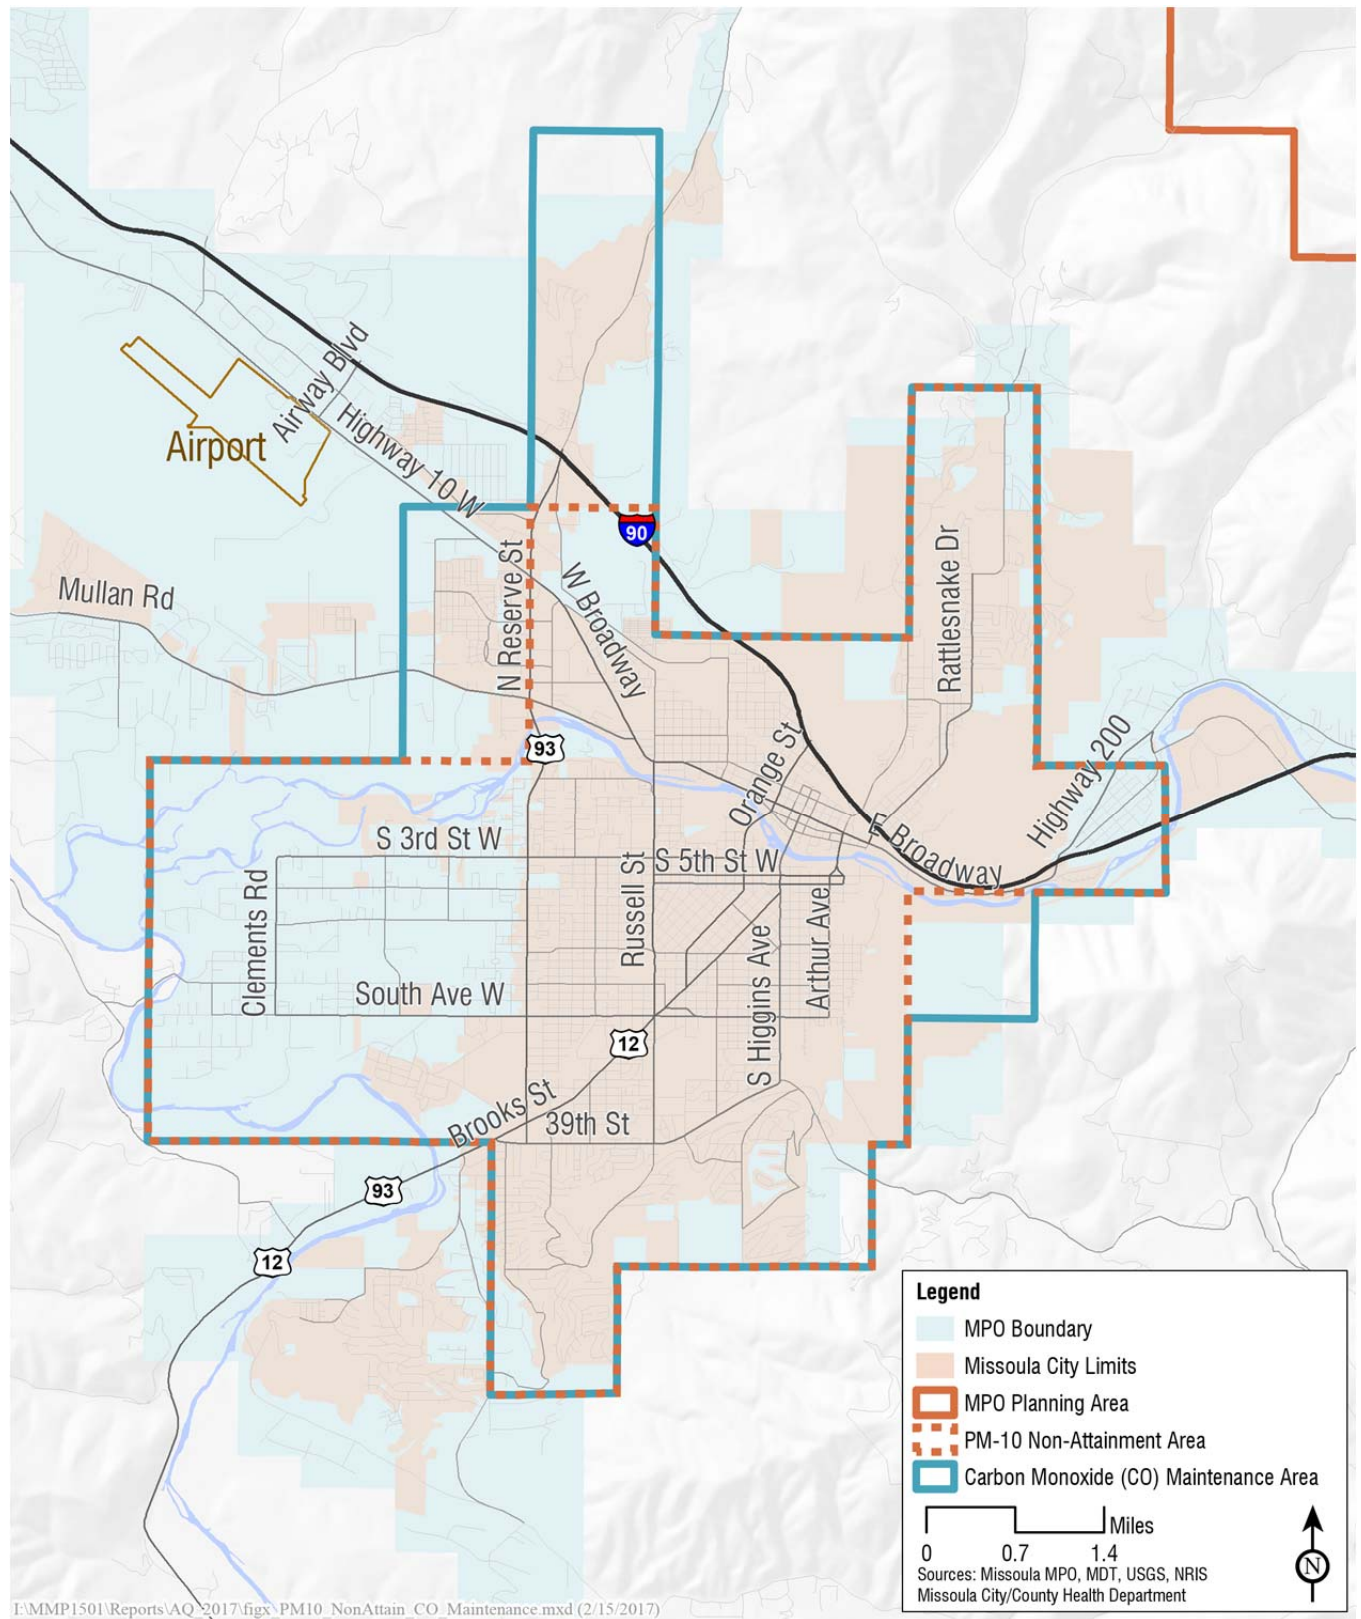 Airway Blvd
Airport
Highway 10 W
90
Mullan Rd
N Reserve St
W Broadway
Rattlesnake Dr
93
Orange St
Highway 200
E Broadway
S 3rd St W
S 5th St W
Clements Rd
Russell St
S Higgins Ave
Arthur Ave
South Ave W
12
Brooks St
39th St
93
12
Legend
MPO Boundary
Missoula City Limits
MPO Planning Area
PM-10 Non-Attainment Area
Carbon Monoxide (CO) Maintenance Area
Miles
0 0.7 1.4
N
Sources: Missoula MPO, MDT, USGS, NRIS
Missoula City/County Health Department
I:\MMP1501\Reports\AQ_2017\figx_PM10_NonAttain_CO_Maintenance.mxd (2/15/2017)